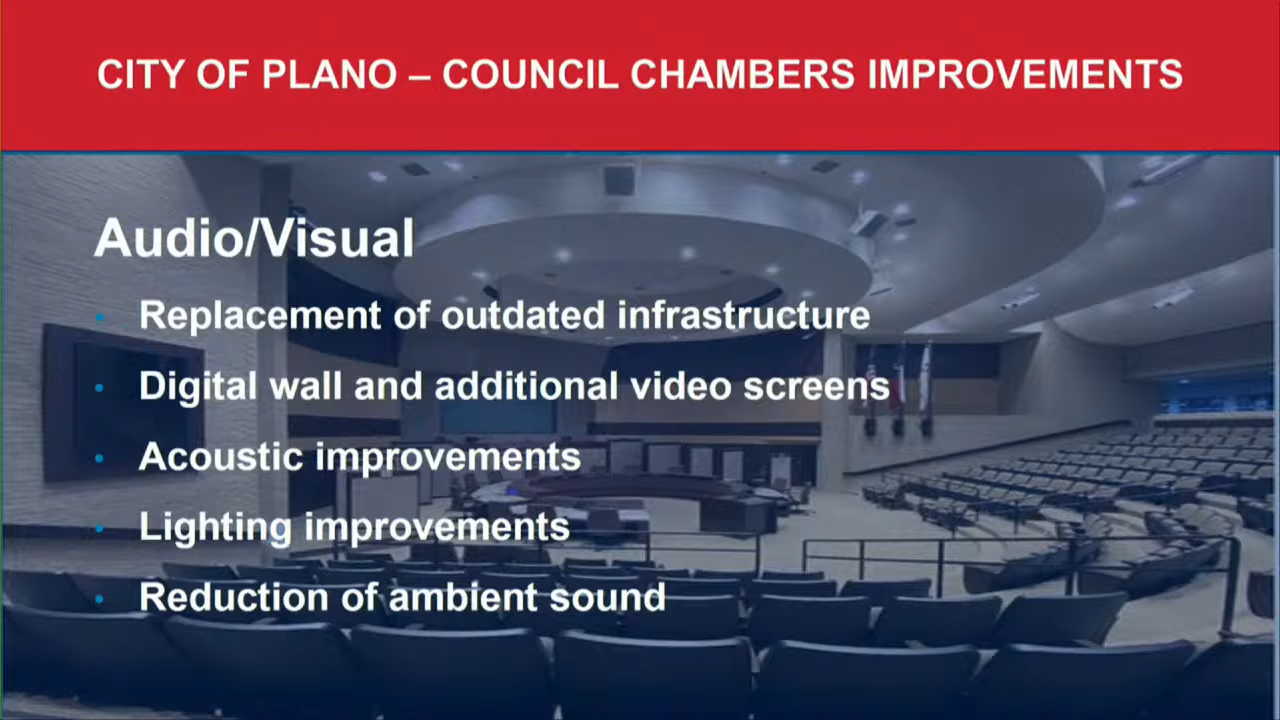 CITY OF PLANO – COUNCIL CHAMBERS IMPROVEMENTS
Audio/Visual
• Replacement of outdated infrastructure
• Digital wall and additional video screens
• Acoustic improvements
• Lighting improvements
• Reduction of ambient sound